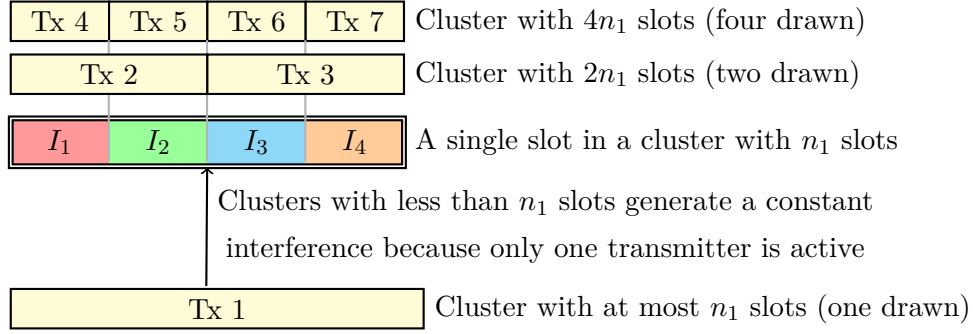 Tx 4 Tx 5 Tx 6 Tx 7 Cluster with 4n₁ slots (four drawn)
Tx 2 Tx 3 Cluster with 2n₁ slots (two drawn)
I₁ I₂ I₃ I₄ A single slot in a cluster with n₁ slots
Clusters with less than n₁ slots generate a constant
interference because only one transmitter is active
Tx 1 Cluster with at most n₁ slots (one drawn)